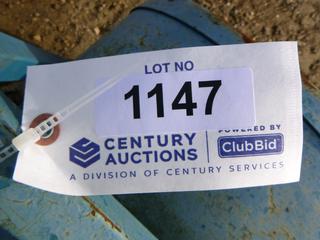 LOT NO
1147
CENTURY AUCTIONS
POWERED BY
ClubBid
A DIVISION OF CENTURY SERVICES